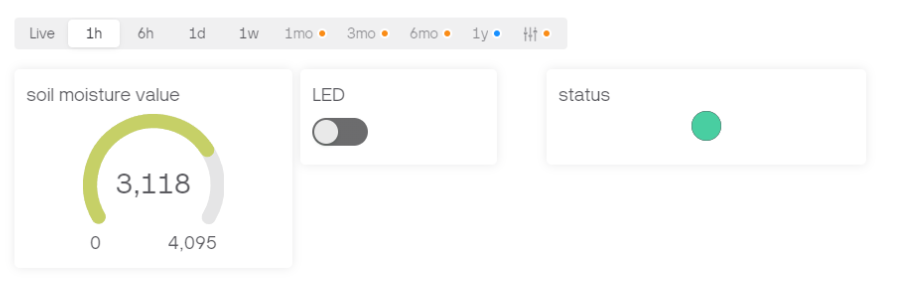 Live 1h 6h 1d 1w 1mo 3mo 6mo 1y
soil moisture value
3,118
0 4,095
LED
status